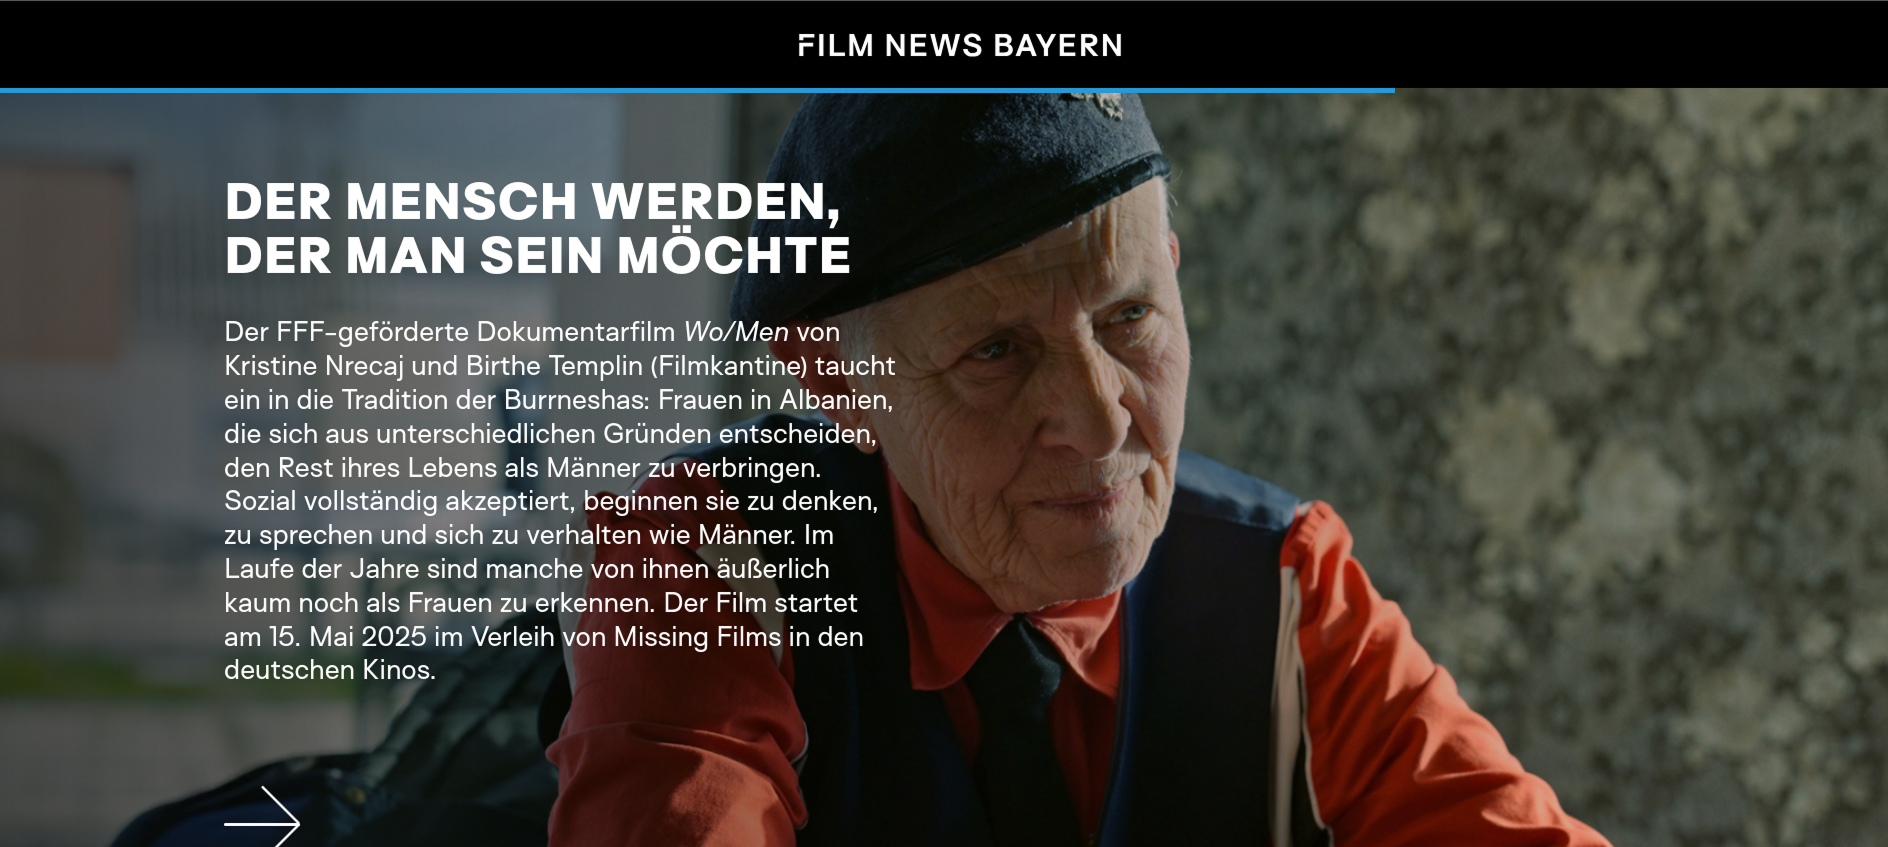 FILM NEWS BAYERN
DER MENSCH WERDEN,
DER MAN SEIN MÖCHTE
Der FFF-geförderte Dokumentarfilm Wo/Men von
Kristine Nrecaj und Birthe Templin (Filmkantine) taucht
ein in die Tradition der Burrneshas: Frauen in Albanien,
die sich aus unterschiedlichen Gründen entscheiden,
den Rest ihres Lebens als Männer zu verbringen.
Sozial vollständig akzeptiert, beginnen sie zu denken,
zu sprechen und sich zu verhalten wie Männer. Im
Laufe der Jahre sind manche von ihnen äußerlich
kaum noch als Frauen zu erkennen. Der Film startet
am 15. Mai 2025 im Verleih von Missing Films in den
deutschen Kinos.